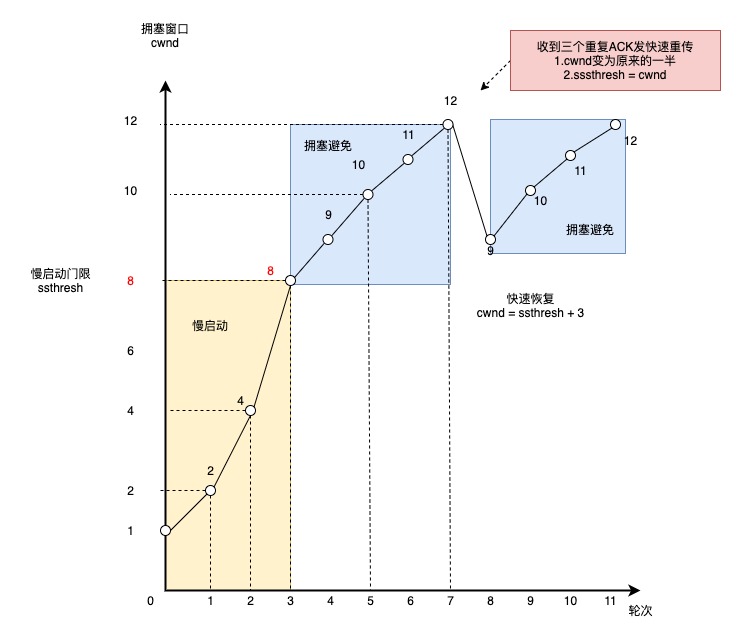 拥塞窗口
cwnd
收到三个重复ACK发快速重传
1.cwnd变为原来的一半
2.sssthresh = cwnd
12
12
拥塞避免
11
12
10
11
10
10
9
拥塞避免
9
慢启动门限
ssthresh
8
8
快速恢复
cwnd = ssthresh + 3
慢启动
6
4
4
2
2
1
0
1
2
3
4
5
6
7
8
9
10
11
轮次